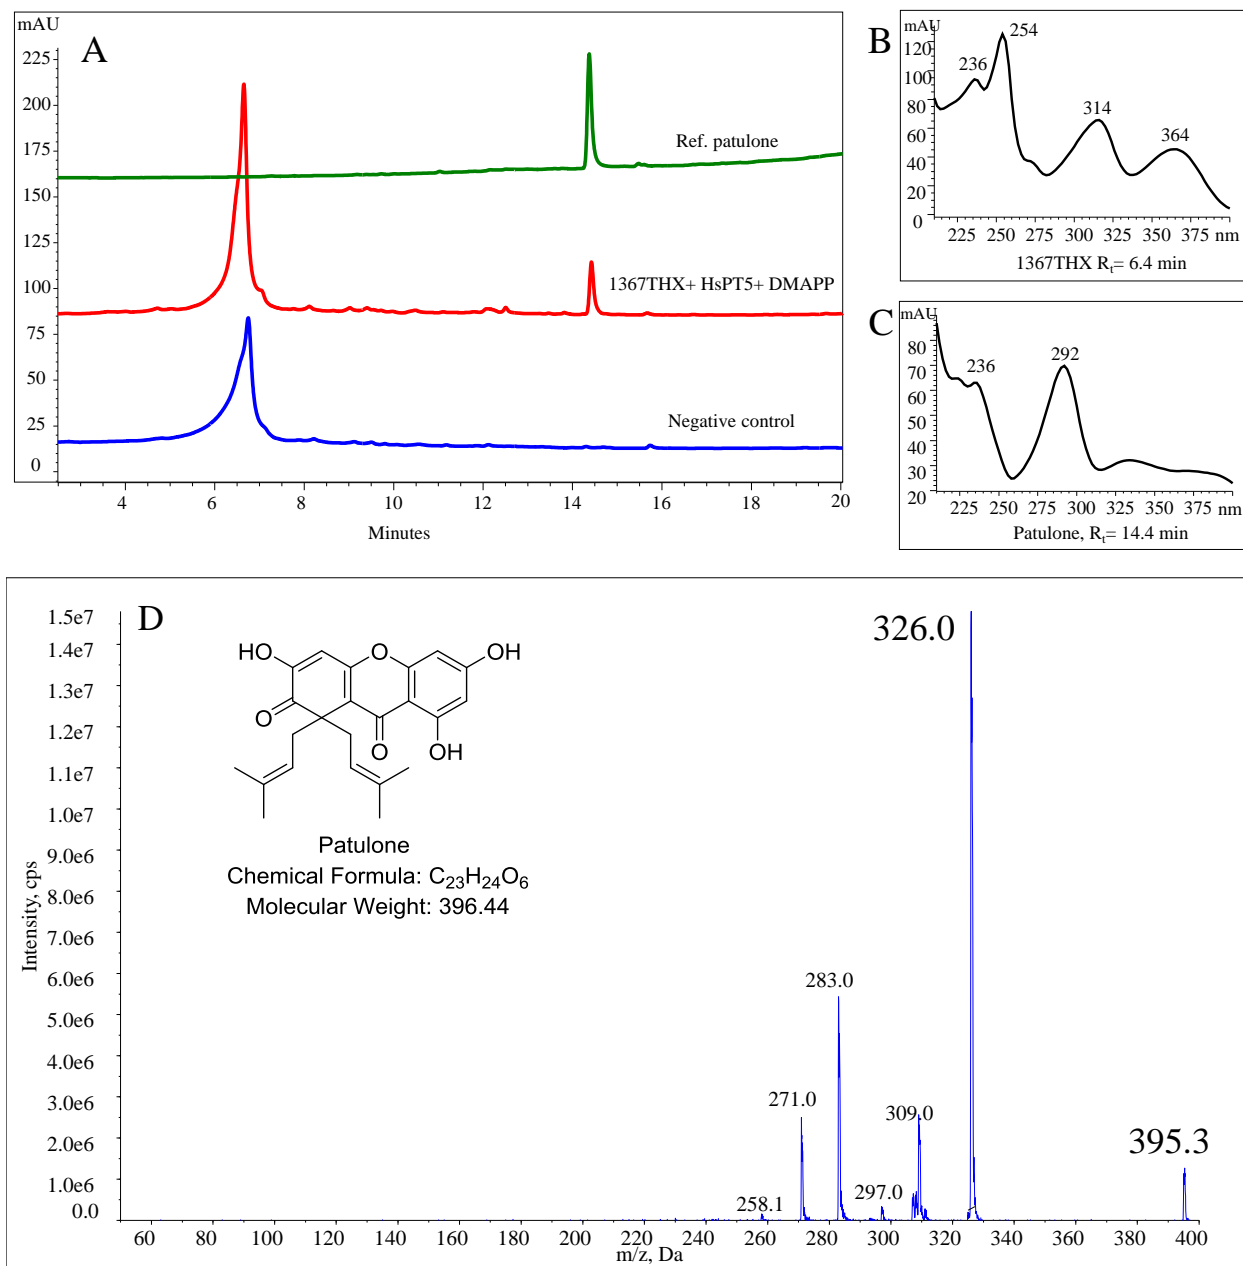 mAU
A
225
200
175
150
125
100
75
50
25
0
Ref. patulone
1367THX+ HsPT5+ DMAPP
Negative control
4 6 8 10 12 14 16 18 20
Minutes
B
mAU
120
100
80
60
40
20
0
236
254
314
364
225 250 275 300 325 350 375 nm
1367THX Rt= 6.4 min
C
mAU
80
70
60
50
40
30
20
236
292
225 250 275 300 325 350 375 nm
Patulone, Rt= 14.4 min
D
1.5e7
1.4e7
1.3e7
1.2e7
1.1e7
1.0e7
9.0e6
8.0e6
7.0e6
6.0e6
5.0e6
4.0e6
3.0e6
2.0e6
1.0e6
0.0
Intensity, cps
HO
O
OH
O
O
OH
Patulone
Chemical Formula: C23H24O6
Molecular Weight: 396.44
258.1
271.0
283.0
297.0
309.0
326.0
395.3
60 80 100 120 140 160 180 200 220 240 260 280 300 320 340 360 380 400
m/z, Da